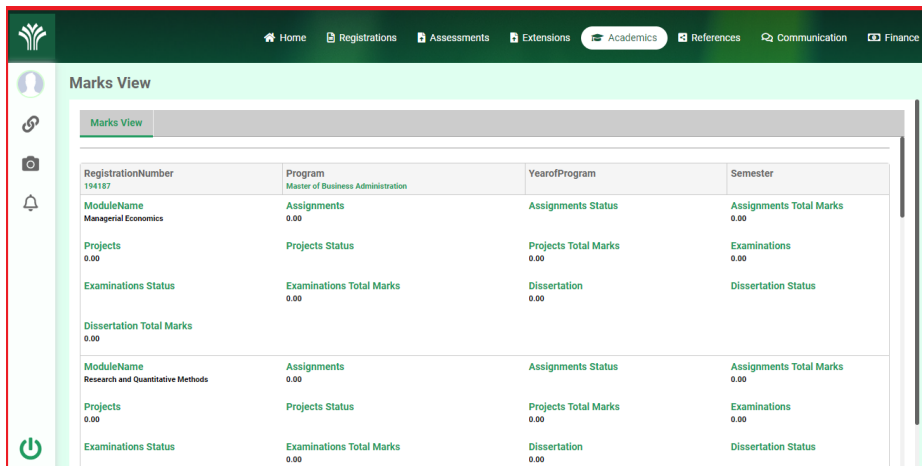 Home Registrations Assessments Extensions Academics References Communication Finance
Marks View
Marks View
RegistrationNumber Program YearofProgram Semester
194187 Master of Business Administration
ModuleName Assignments Assignments Status Assignments Total Marks
Managerial Economics 0.00 0.00
Projects Projects Status Projects Total Marks Examinations
0.00 0.00 0.00
Examinations Status Examinations Total Marks Dissertation Dissertation Status
0.00 0.00
Dissertation Total Marks
0.00
ModuleName Assignments Assignments Status Assignments Total Marks
Research and Quantitative Methods 0.00 0.00
Projects Projects Status Projects Total Marks Examinations
0.00 0.00 0.00
Examinations Status Examinations Total Marks Dissertation Dissertation Status
0.00 0.00